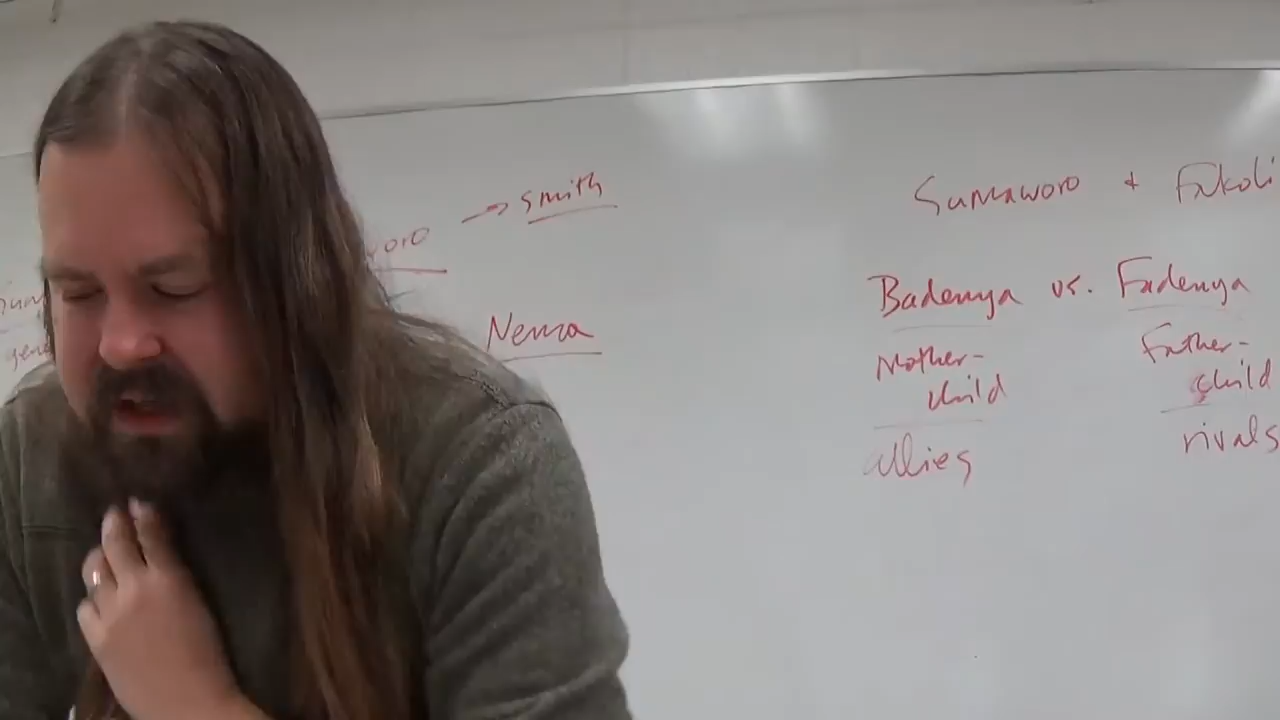 → smith
Nema
Sumaworo + Fakoli
Badenya vs. Fadenya
Mother-
child
allies
Father-
child
rivals